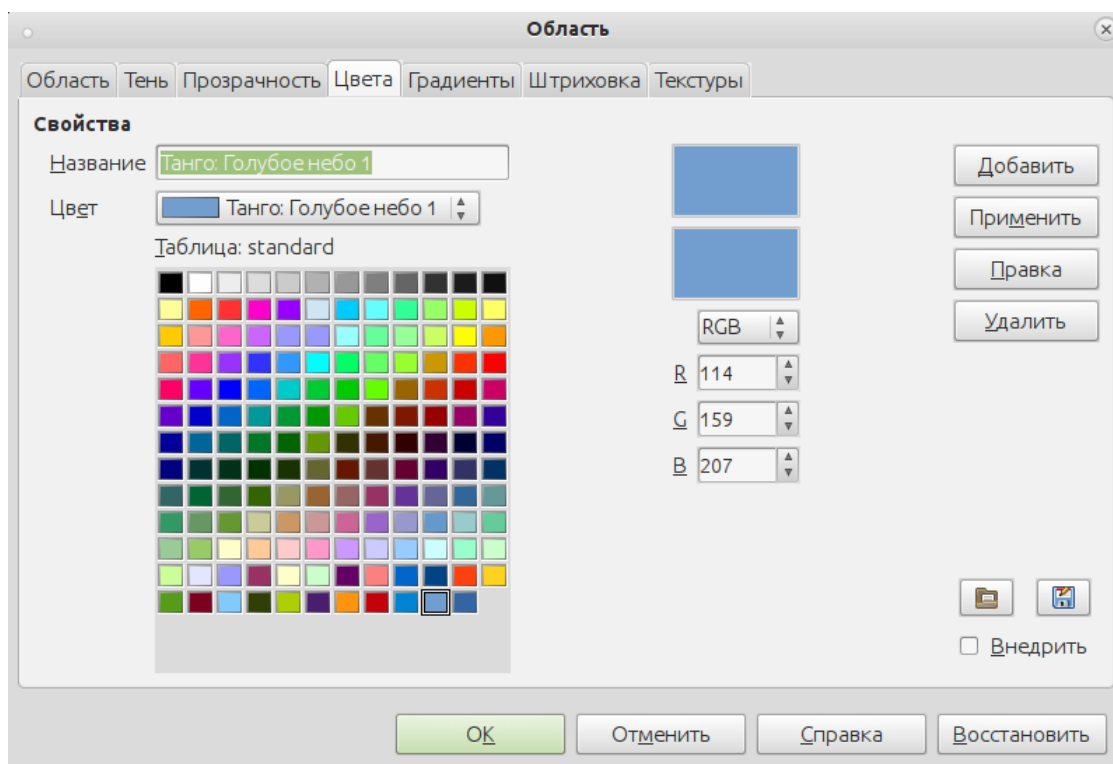 Область
Область Тень Прозрачность Цвета Градиенты Штриховка Текстуры
Свойства
Название Танго: Голубое небо 1 Добавить
Цвет Танго: Голубое небо 1 Применить
Таблица: standard
Правка
RGB Удалить
R 114
G 159
B 207
Внедрить
OK Отменить Справка Восстановить